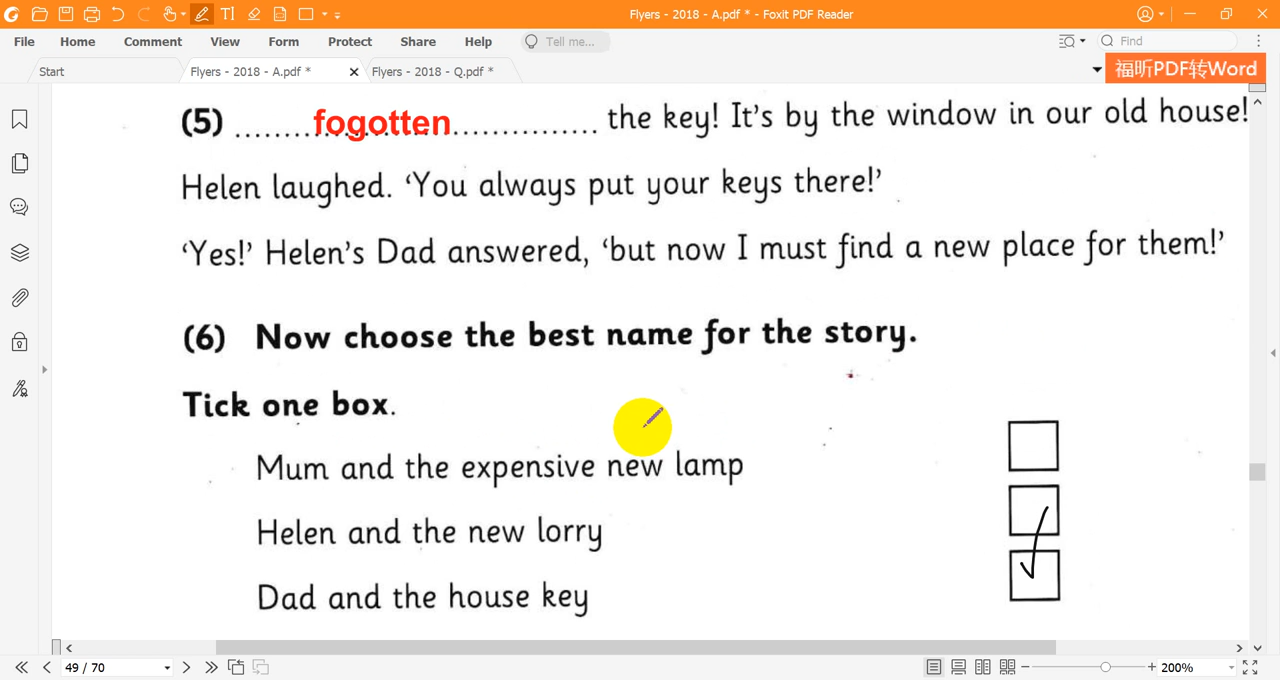 Flyers - 2018 - A.pdf * - Foxit PDF Reader
File Home Comment View Form Protect Share Help Tell me... Find
Start Flyers - 2018 - A.pdf * Flyers - 2018 - Q.pdf * 福昕PDF转Word
(5) ........fogotten.................. the key! It's by the window in our old house!
Helen laughed. 'You always put your keys there!'
'Yes!' Helen's Dad answered, 'but now I must find a new place for them!'
(6) Now choose the best name for the story.
Tick one box.
Mum and the expensive new lamp
Helen and the new lorry
Dad and the house key
49 / 70 200%